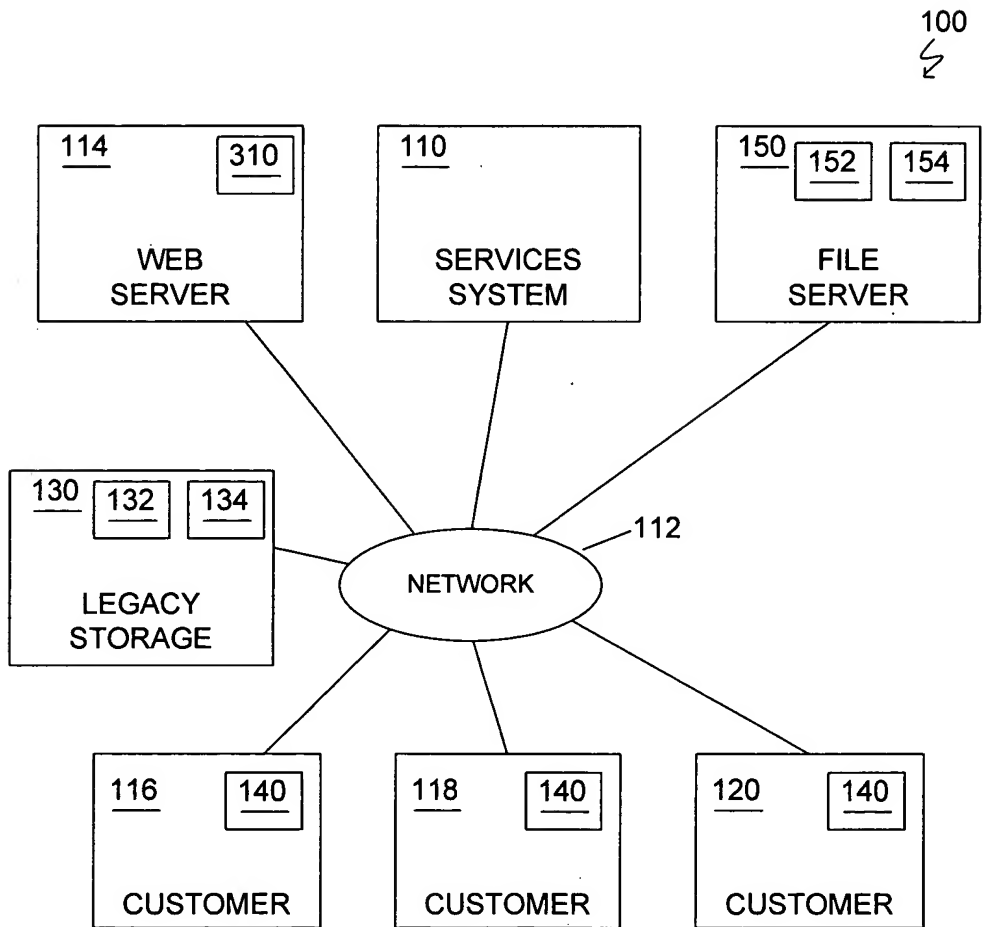 100
114 310
WEB
SERVER
110
SERVICES
SYSTEM
150 152 154
FILE
SERVER
130 132 134
LEGACY
STORAGE
112
NETWORK
116 140
CUSTOMER
118 140
CUSTOMER
120 140
CUSTOMER